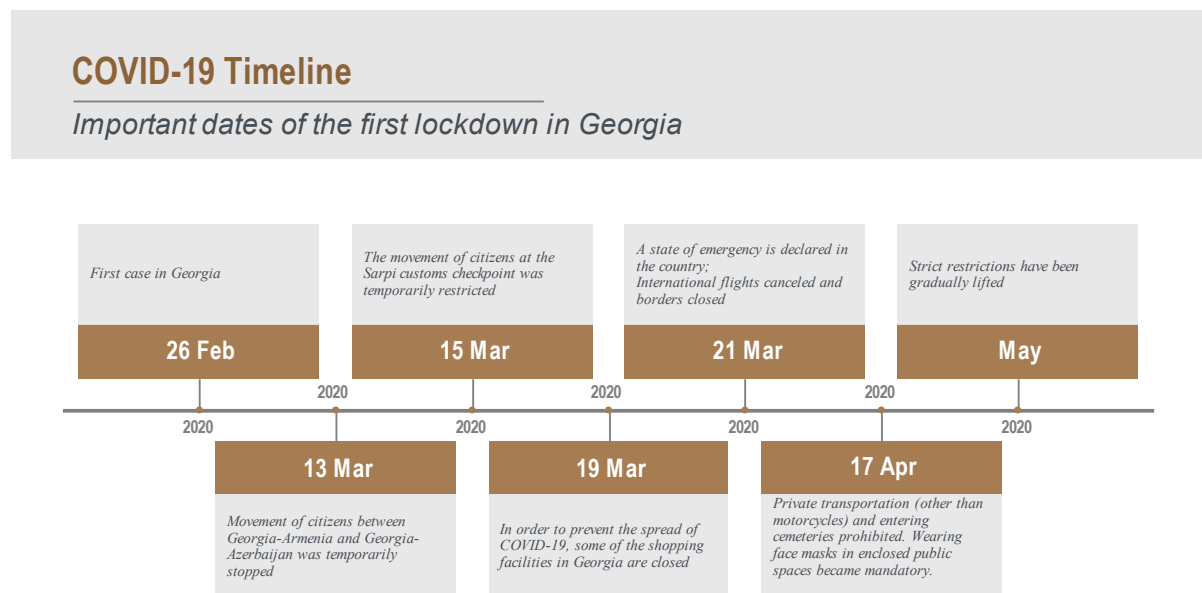 COVID-19 Timeline
Important dates of the first lockdown in Georgia
First case in Georgia
26 Feb
2020
Movement of citizens between
Georgia-Armenia and Georgia-
Azerbaijan was temporarily
stopped
13 Mar
2020
The movement of citizens at the
Sarpi customs checkpoint was
temporarily restricted
15 Mar
2020
In order to prevent the spread of
COVID-19, some of the shopping
facilities in Georgia are closed
19 Mar
2020
A state of emergency is declared in
the country;
International flights canceled and
borders closed
21 Mar
2020
17 Apr
2020
Private transportation (other than
motorcycles) and entering
cemeteries prohibited. Wearing
face masks in enclosed public
spaces became mandatory.
Strict restrictions have been
gradually lifted
May
2020